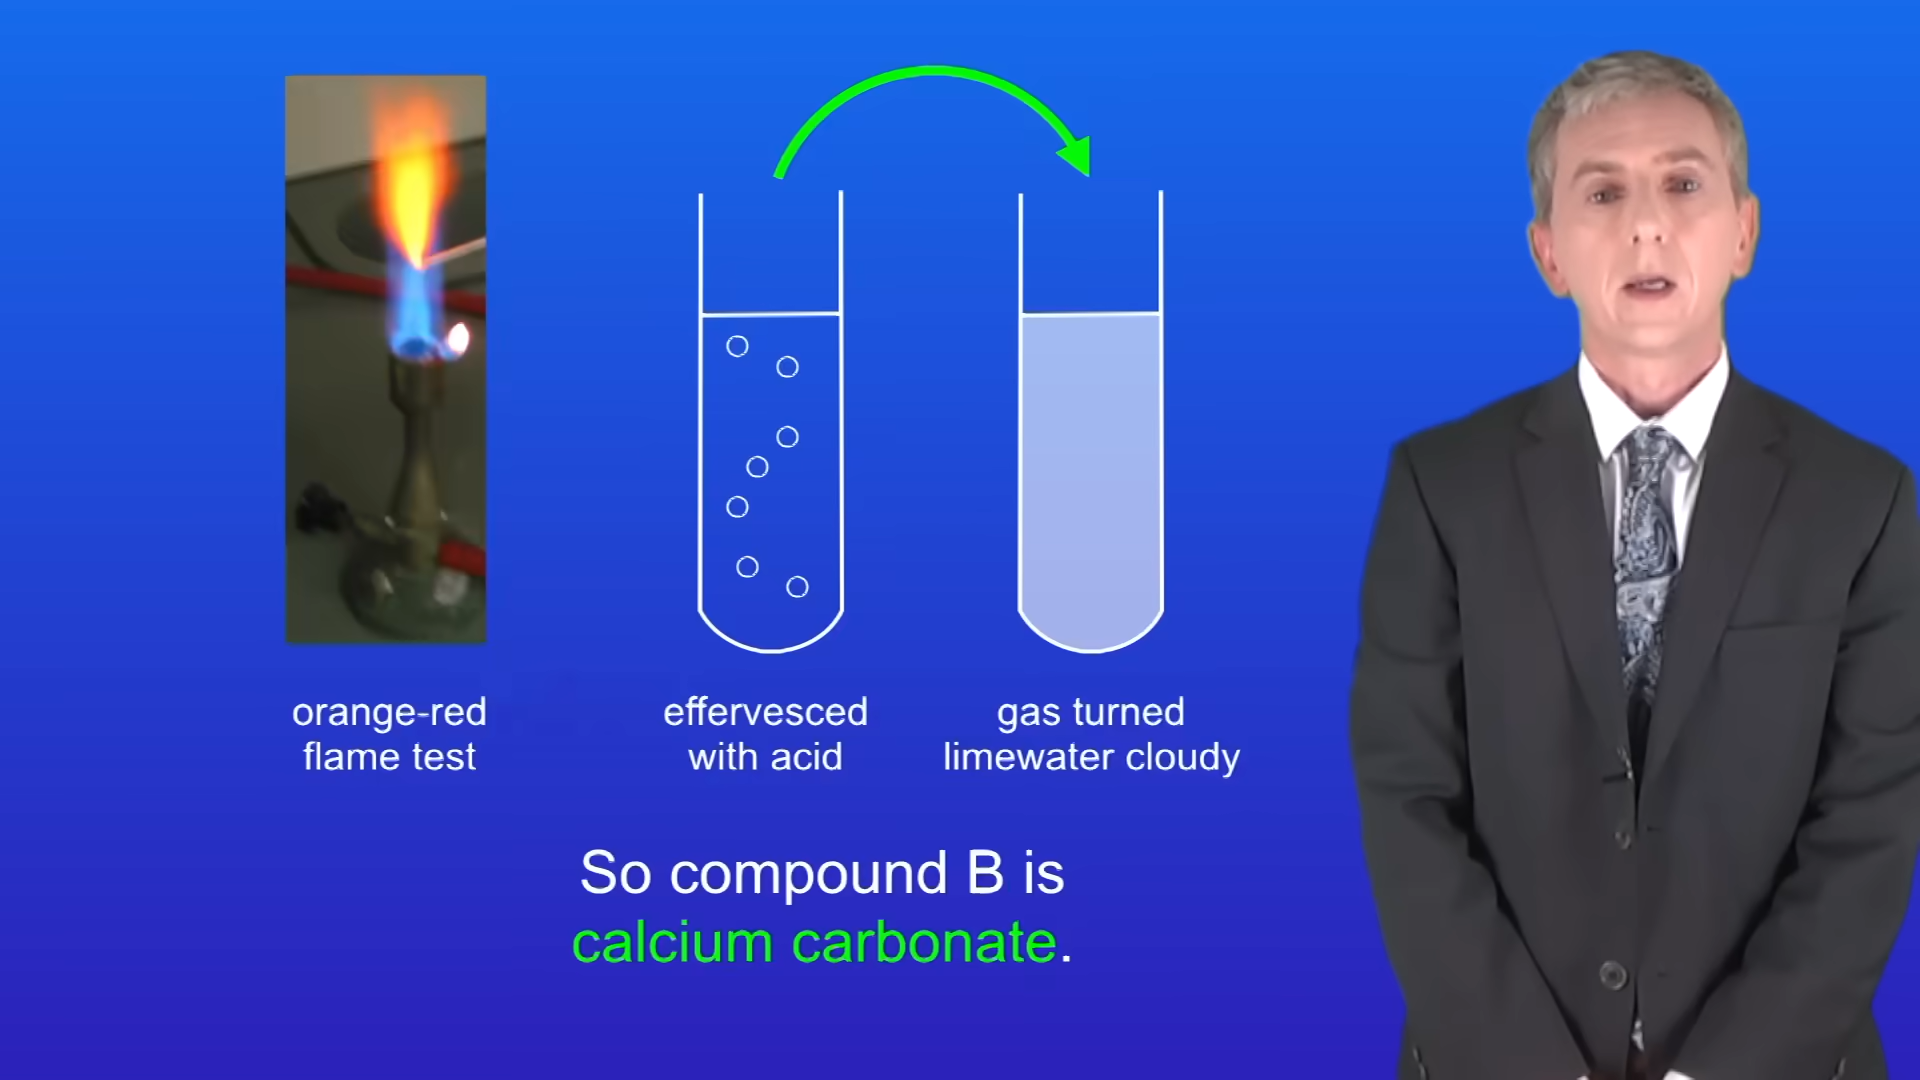 orange-red
flame test
effervesced
with acid
gas turned
limewater cloudy
So compound B is
calcium carbonate.